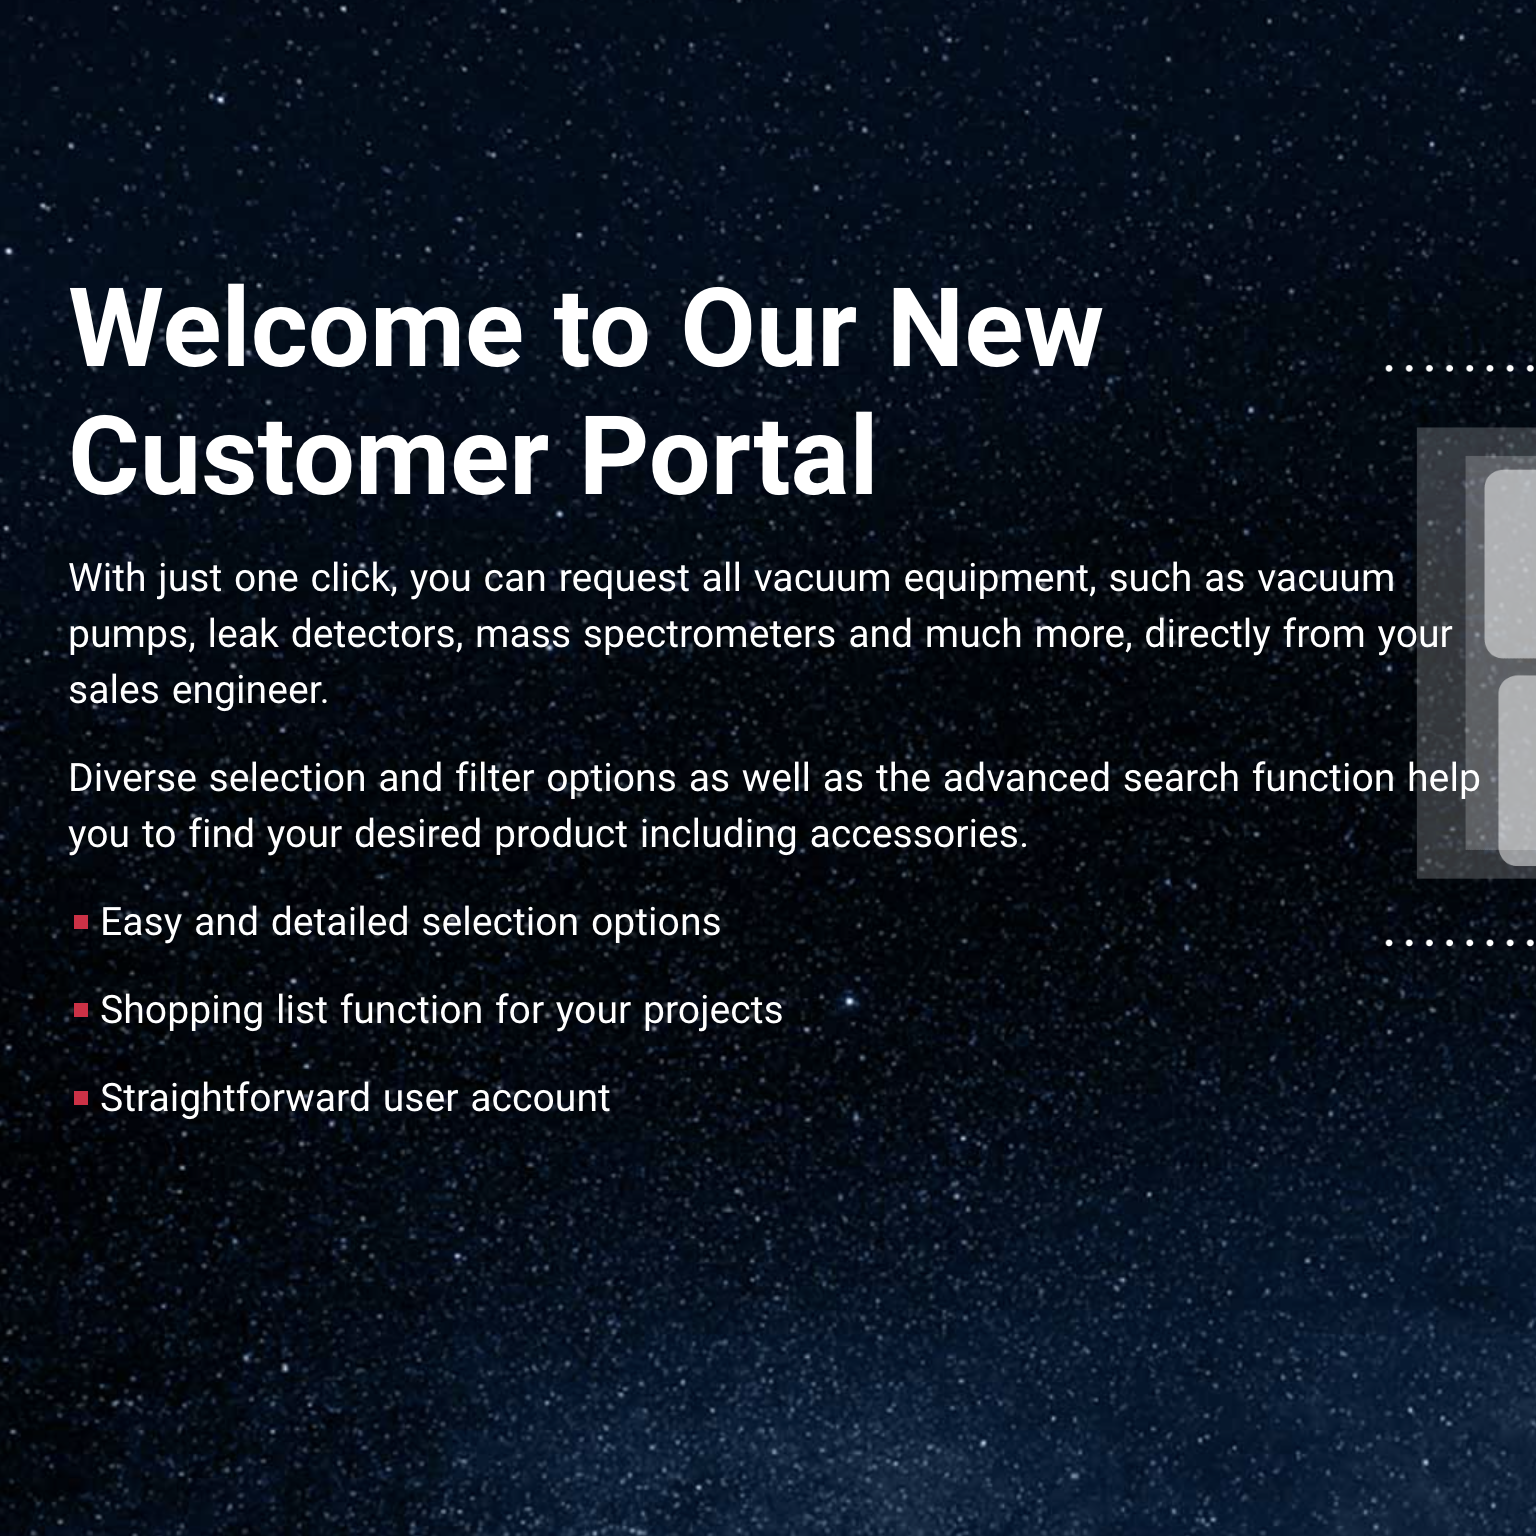 Welcome to Our New
Customer Portal
With just one click, you can request all vacuum equipment, such as vacuum
pumps, leak detectors, mass spectrometers and much more, directly from your
sales engineer.
Diverse selection and filter options as well as the advanced search function help
you to find your desired product including accessories.
Easy and detailed selection options
Shopping list function for your projects
Straightforward user account